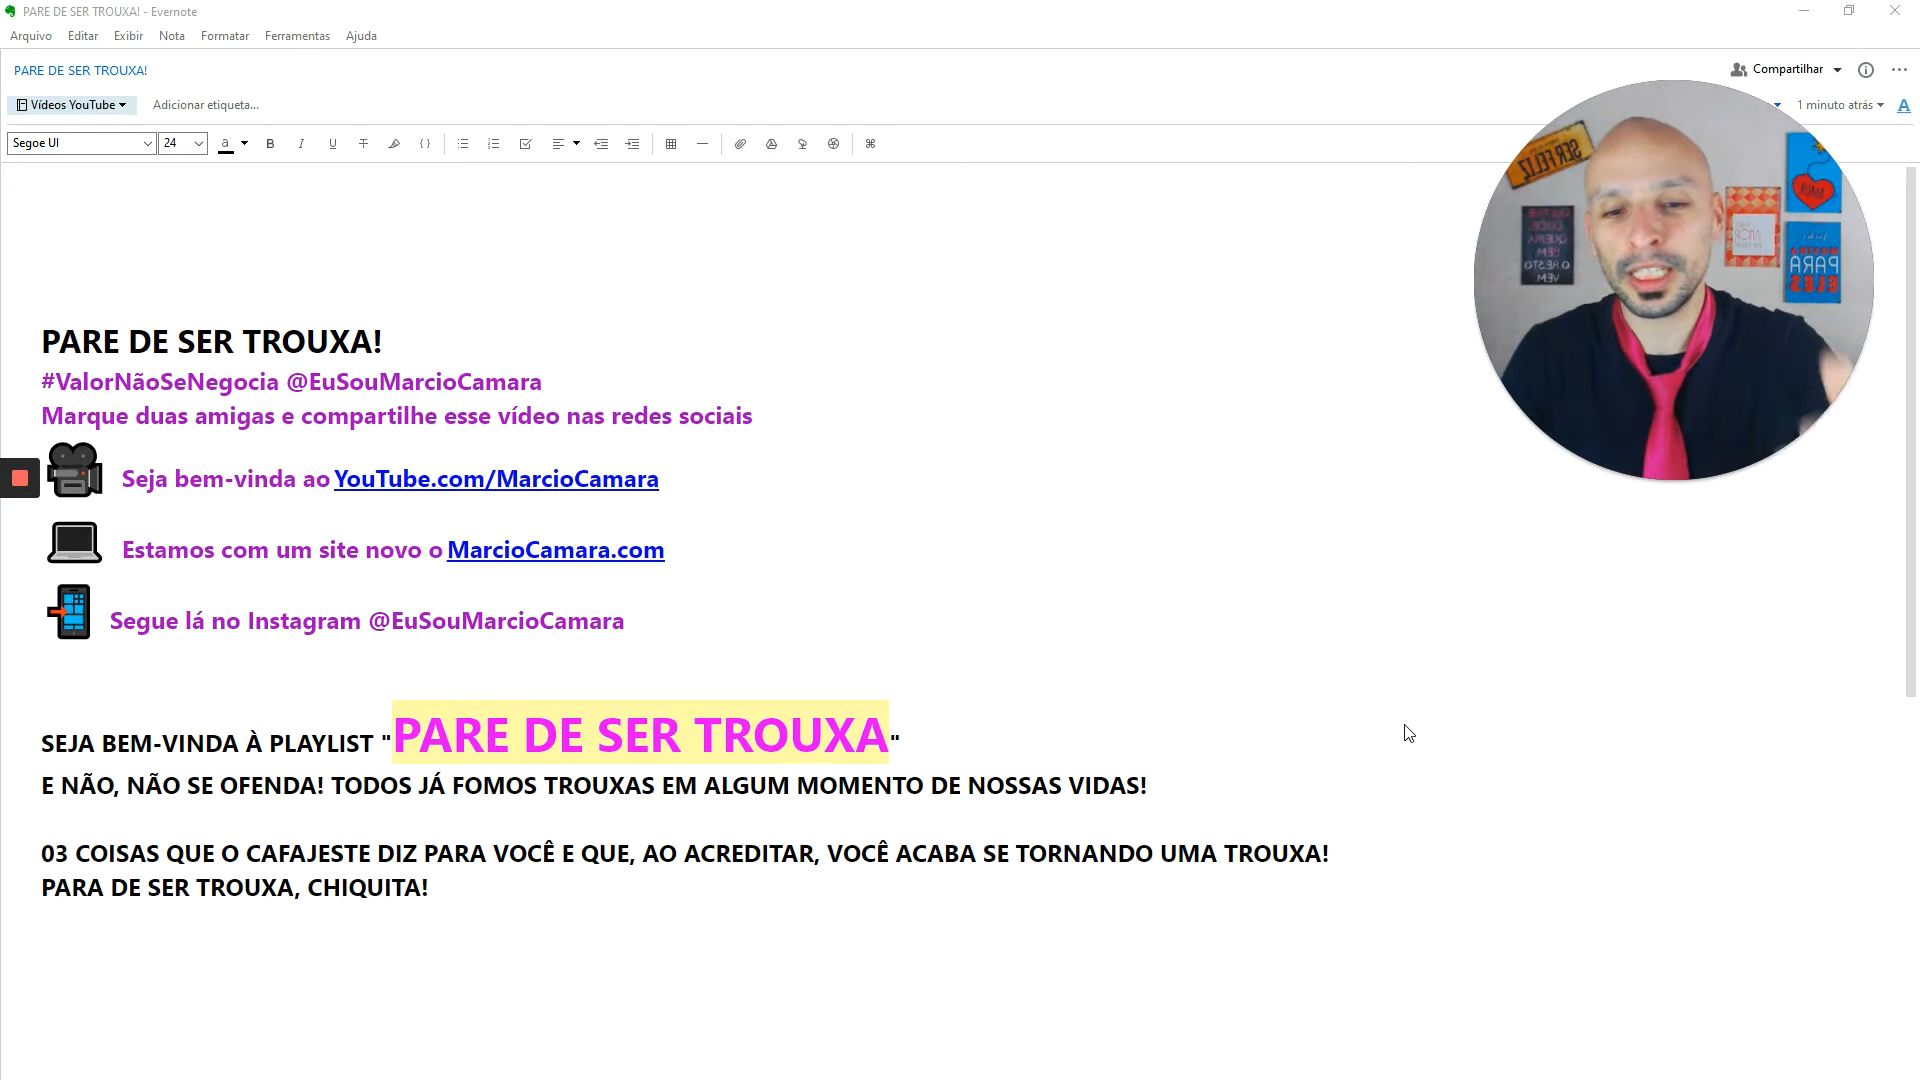 PARE DE SER TROUXA! - Evernote
Arquivo Editar Exibir Nota Formatar Ferramentas Ajuda
PARE DE SER TROUXA!
Compartilhar
Vídeos YouTube
Adicionar etiqueta...
1 minuto atrás
Segoe UI
24
SER FELIZ
AMOR
PARA
ELES
BEM
O RESTO
VEM
PARE DE SER TROUXA!
#ValorNãoSeNegocia @EuSouMarcioCamara
Marque duas amigas e compartilhe esse vídeo nas redes sociais
Seja bem-vinda ao YouTube.com/MarcioCamara
Estamos com um site novo o MarcioCamara.com
Segue lá no Instagram @EuSouMarcioCamara
SEJA BEM-VINDA À PLAYLIST "PARE DE SER TROUXA"
E NÃO, NÃO SE OFENDA! TODOS JÁ FOMOS TROUXAS EM ALGUM MOMENTO DE NOSSAS VIDAS!
03 COISAS QUE O CAFAJESTE DIZ PARA VOCÊ E QUE, AO ACREDITAR, VOCÊ ACABA SE TORNANDO UMA TROUXA!
PARA DE SER TROUXA, CHIQUITA!